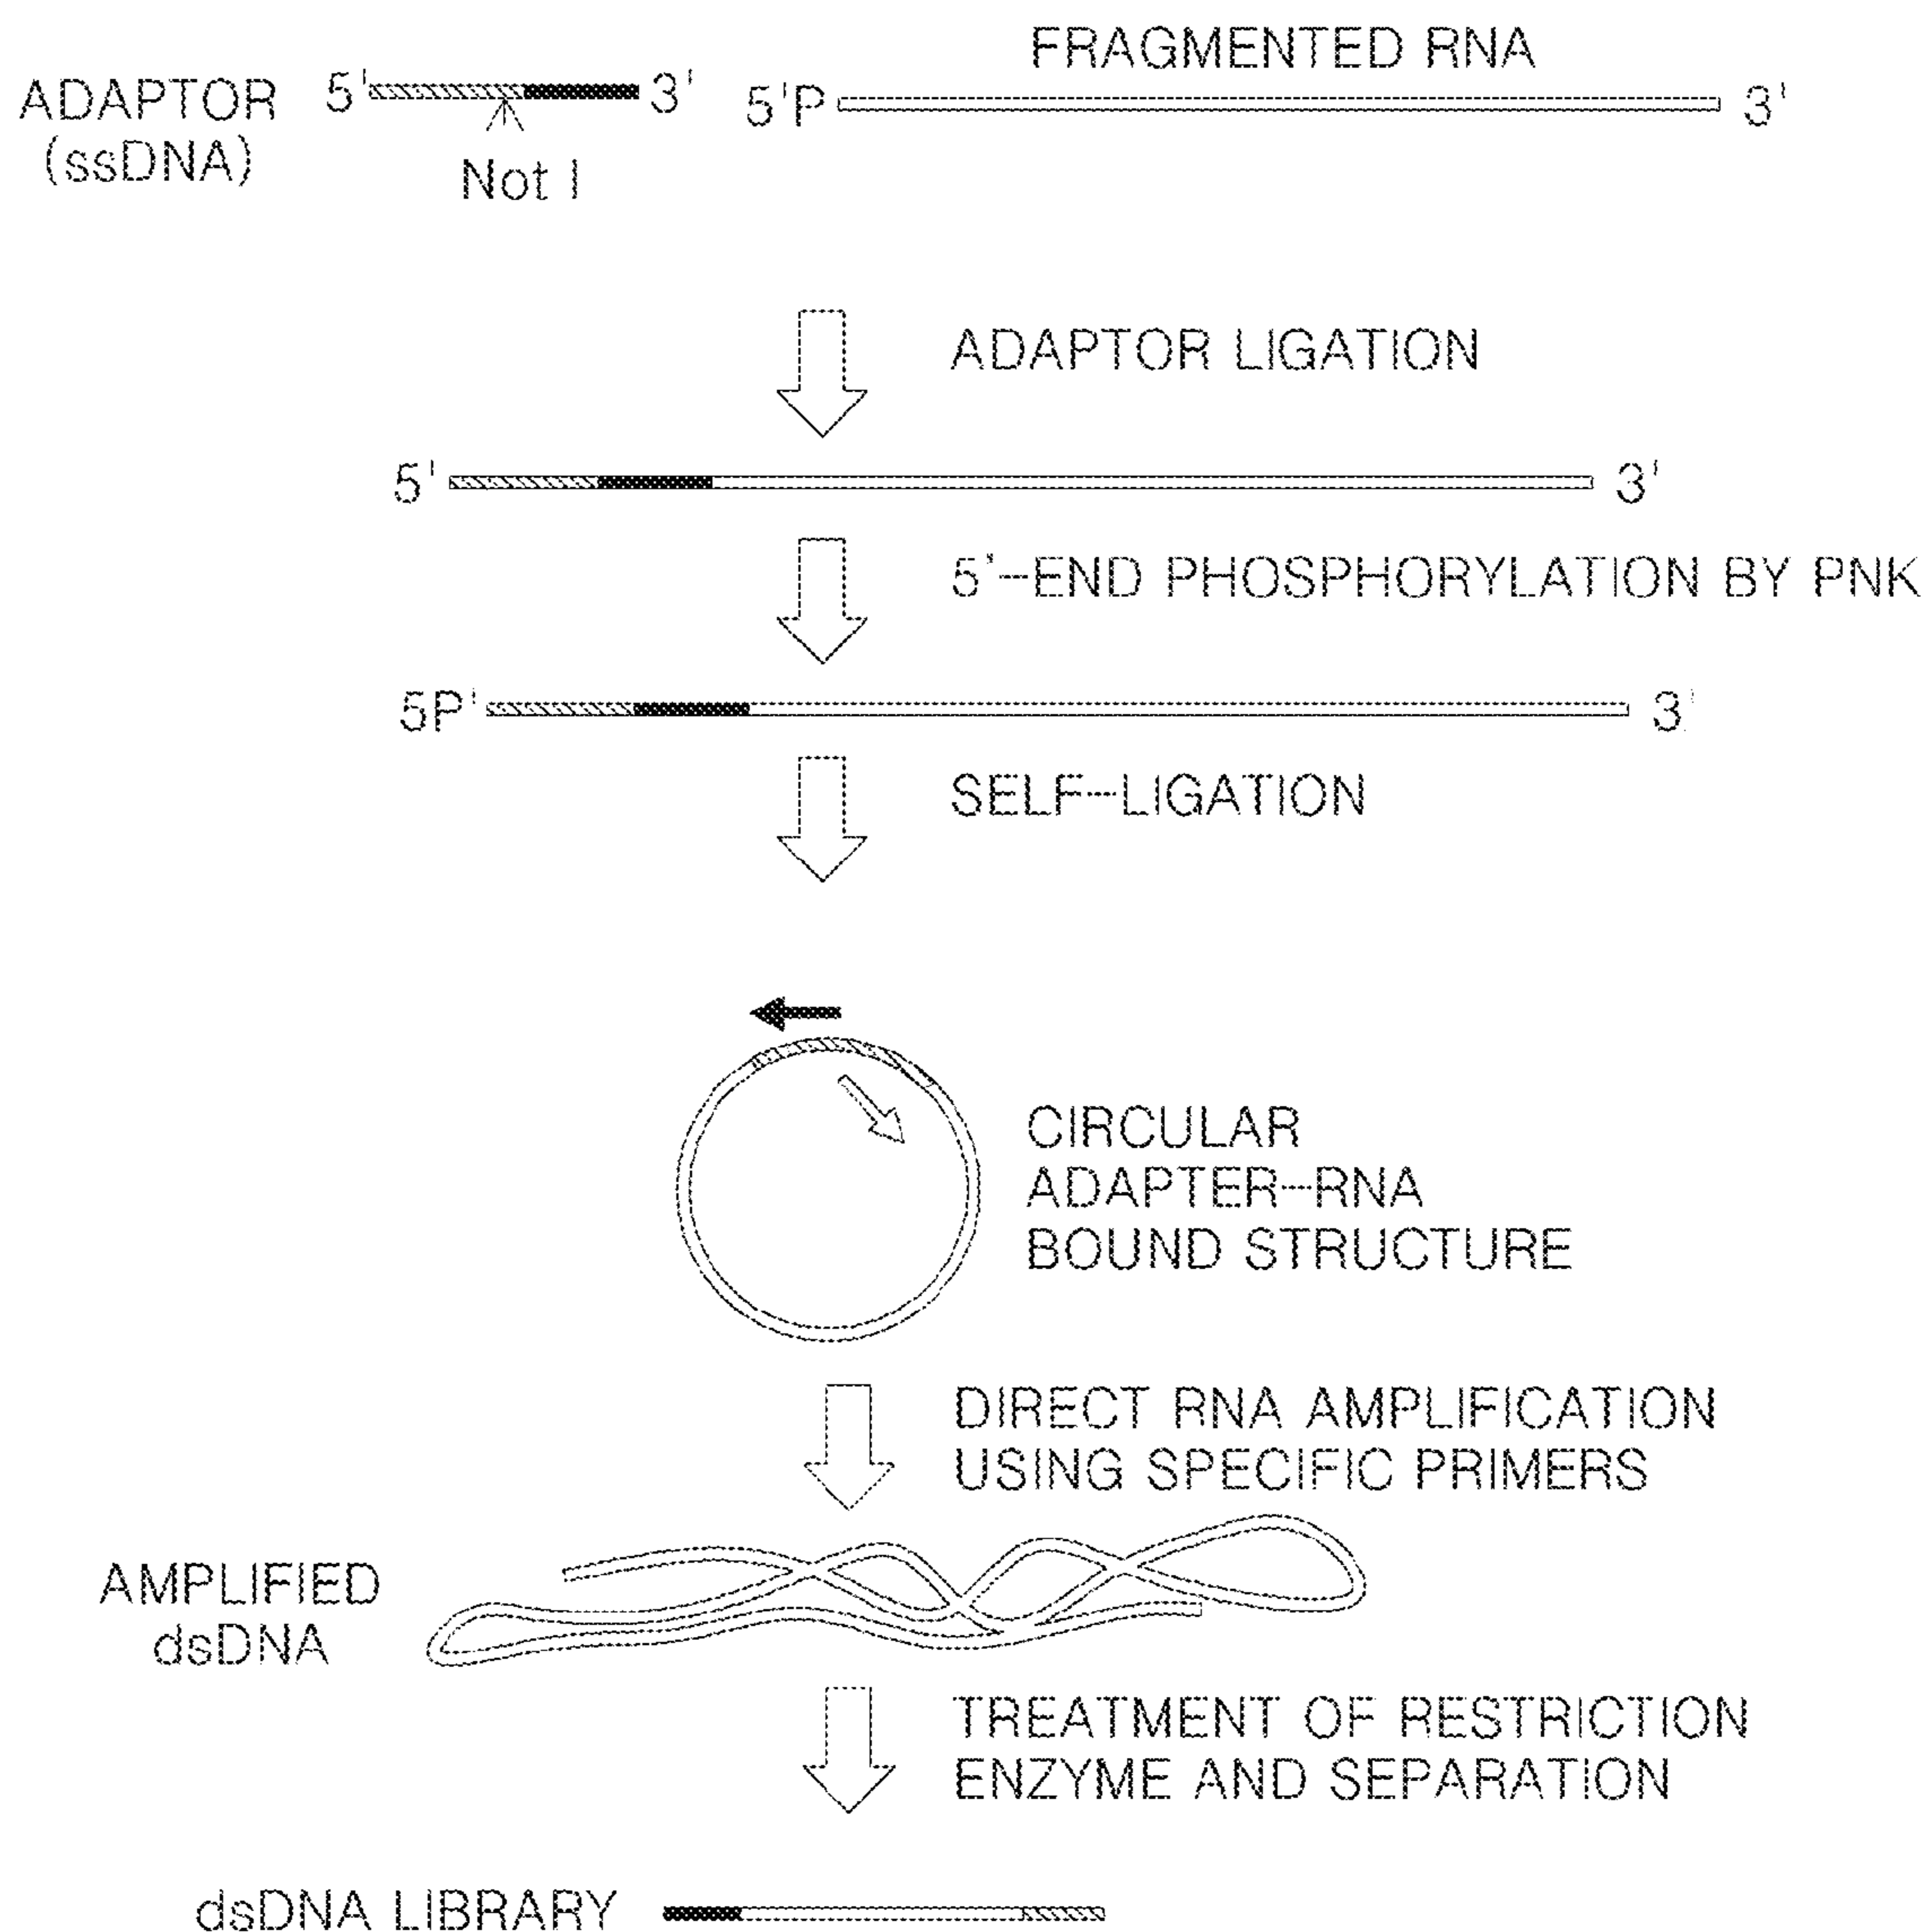 FRAGMENTED RNA
ADAPTOR
(ssDNA)
5' 3'
Not I
5'P 3'
ADAPTOR LIGATION
5' 3'
5'-END PHOSPHORYLATION BY PNK
5P' 3'
SELF-LIGATION
CIRCULAR
ADAPTER-RNA
BOUND STRUCTURE
DIRECT RNA AMPLIFICATION
USING SPECIFIC PRIMERS
AMPLIFIED
dsDNA
TREATMENT OF RESTRICTION
ENZYME AND SEPARATION
dsDNA LIBRARY